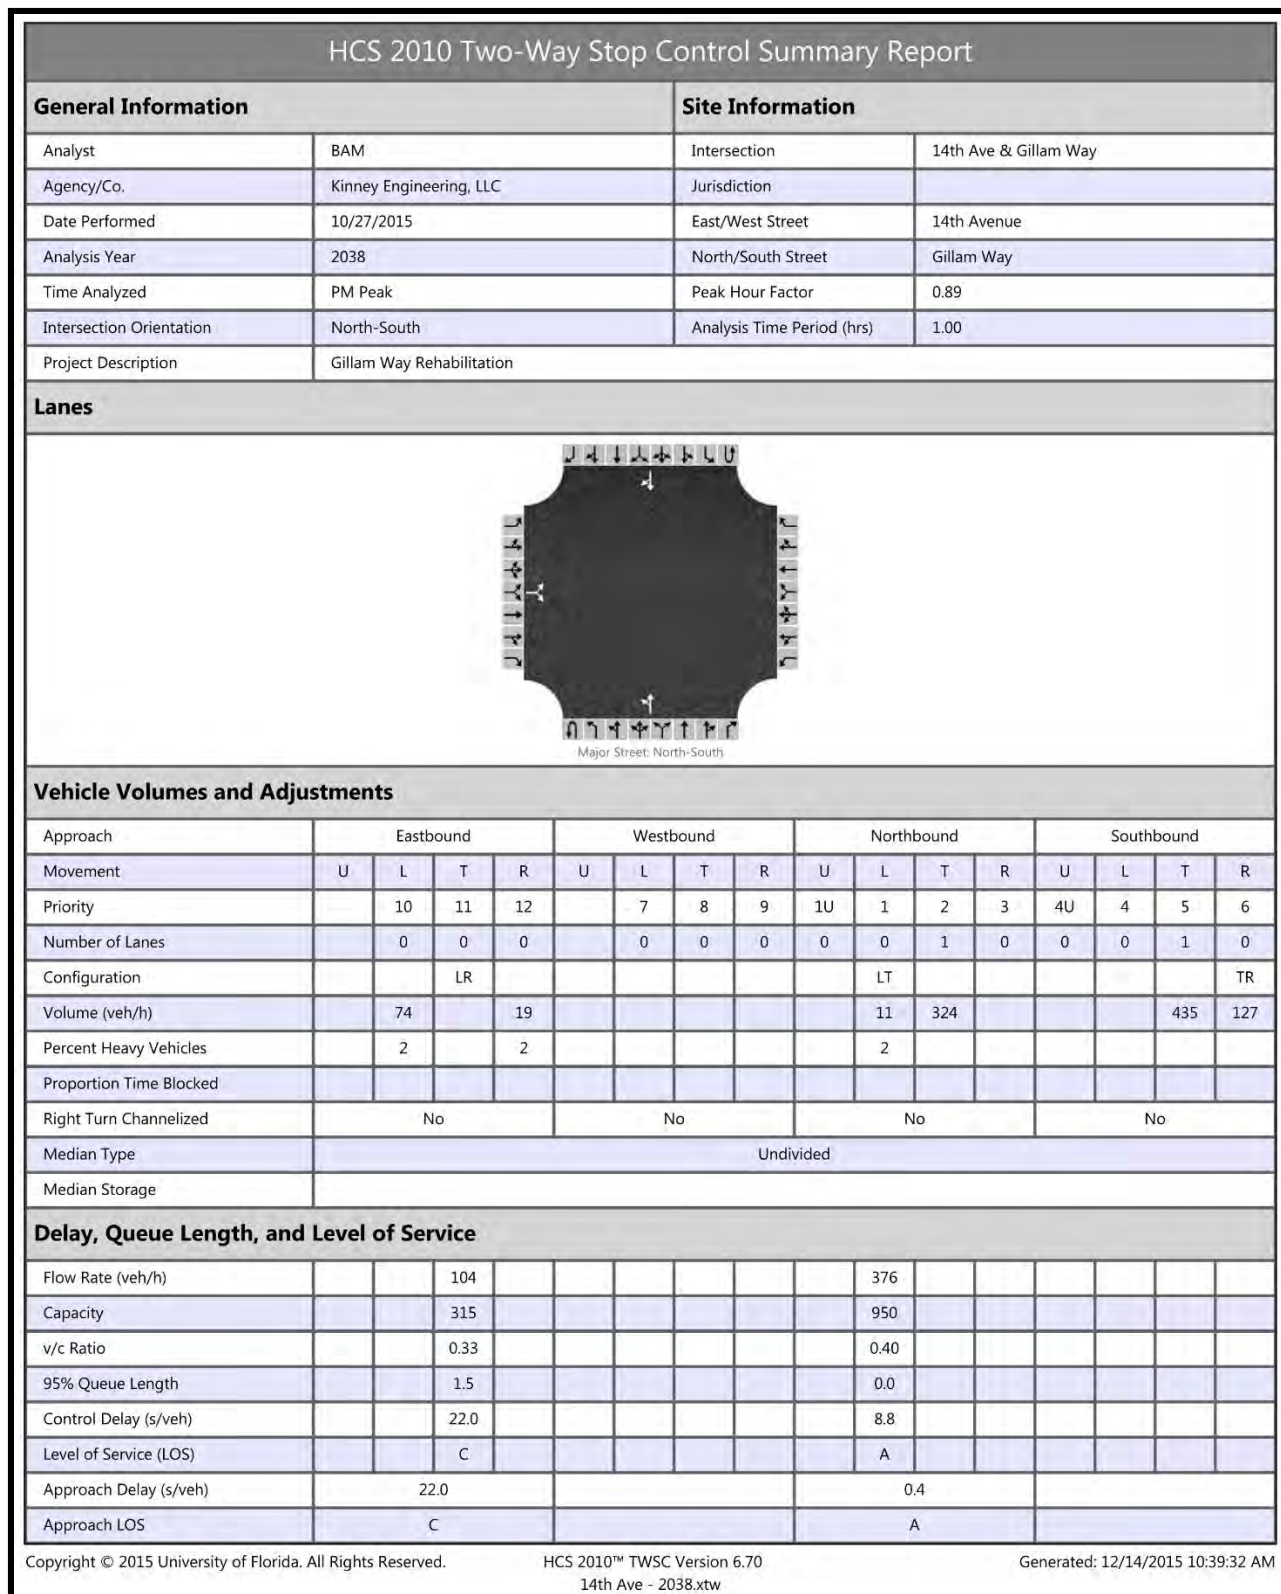 HCS 2010 Two-Way Stop Control Summary Report
General Information Site Information
Analyst BAM Intersection 14th Ave & Gillam Way
Agency/Co. Kinney Engineering, LLC Jurisdiction
Date Performed 10/27/2015 East/West Street 14th Avenue
Analysis Year 2038 North/South Street Gillam Way
Time Analyzed PM Peak Peak Hour Factor 0.89
Intersection Orientation North-South Analysis Time Period (hrs) 1.00
Project Description Gillam Way Rehabilitation
Lanes
Major Street: North-South
Vehicle Volumes and Adjustments
Approach Eastbound Westbound Northbound Southbound
Movement U L T R U L T R U L T R U L T R
Priority 10 11 12 7 8 9 1U 1 2 3 4U 4 5 6
Number of Lanes 0 0 0 0 0 0 0 0 1 0 0 0 1 0
Configuration LR LT TR
Volume (veh/h) 74 19 11 324 435 127
Percent Heavy Vehicles 2 2 2
Proportion Time Blocked
Right Turn Channelized No No No No
Median Type Undivided
Median Storage
Delay, Queue Length, and Level of Service
Flow Rate (veh/h) 104 376
Capacity 315 950
v/c Ratio 0.33 0.40
95% Queue Length 1.5 0.0
Control Delay (s/veh) 22.0 8.8
Level of Service (LOS) C A
Approach Delay (s/veh) 22.0 0.4
Approach LOS C A
Copyright © 2015 University of Florida. All Rights Reserved. HCS 2010™ TWSC Version 6.70 Generated: 12/14/2015 10:39:32 AM
14th Ave - 2038.xtw